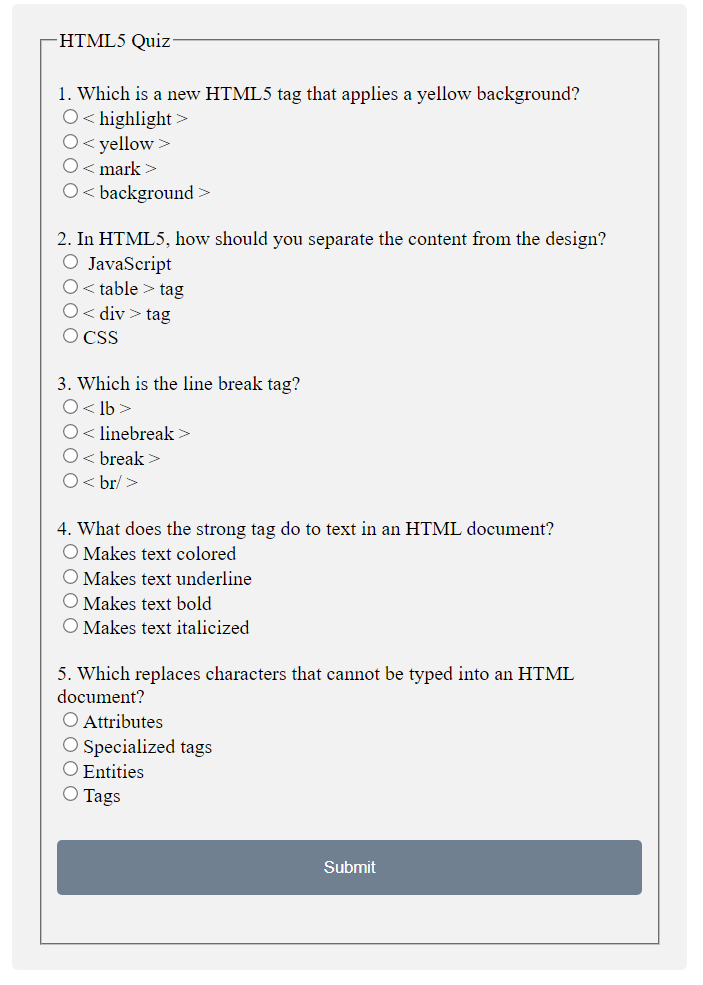 HTML5 Quiz
1. Which is a new HTML5 tag that applies a yellow background?
< highlight >
< yellow >
< mark >
< background >
2. In HTML5, how should you separate the content from the design?
JavaScript
< table > tag
< div > tag
CSS
3. Which is the line break tag?
< lb >
< linebreak >
< break >
< br/ >
4. What does the strong tag do to text in an HTML document?
Makes text colored
Makes text underline
Makes text bold
Makes text italicized
5. Which replaces characters that cannot be typed into an HTML
document?
Attributes
Specialized tags
Entities
Tags
Submit